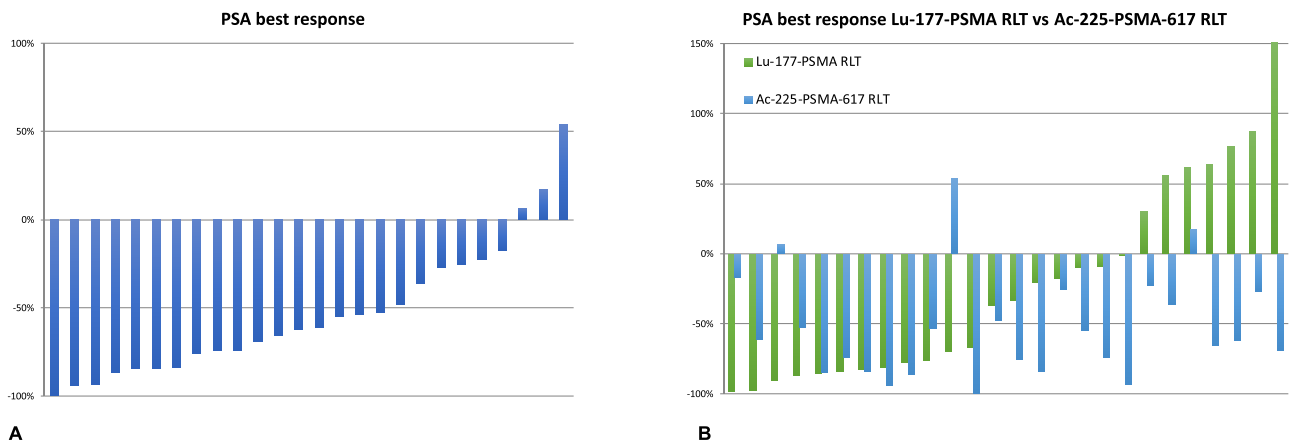 PSA best response
100%
50%
0%
-50%
-100%
A
PSA best response Lu-177-PSMA RLT vs Ac-225-PSMA-617 RLT
150%
Lu-177-PSMA RLT
100%
Ac-225-PSMA-617 RLT
50%
0%
-50%
-100%
B